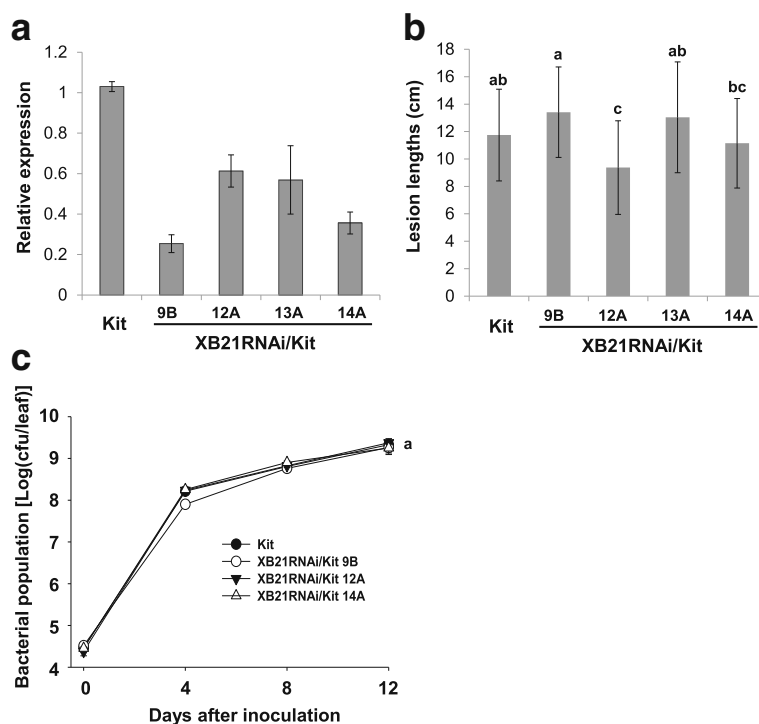 a
Relative expression
1.2
1
0.8
0.6
0.4
0.2
0
Kit
9B 12A 13A 14A
XB21RNAi/Kit
b
Lesion lengths (cm)
18
16
14
12
10
8
6
4
2
0
ab a c ab bc
Kit
9B 12A 13A 14A
XB21RNAi/Kit
c
Bacterial population [Log(cfu/leaf)]
10
9
8
7
6
5
4
a
Kit
XB21RNAi/Kit 9B
XB21RNAi/Kit 12A
XB21RNAi/Kit 14A
0 4 8 12
Days after inoculation